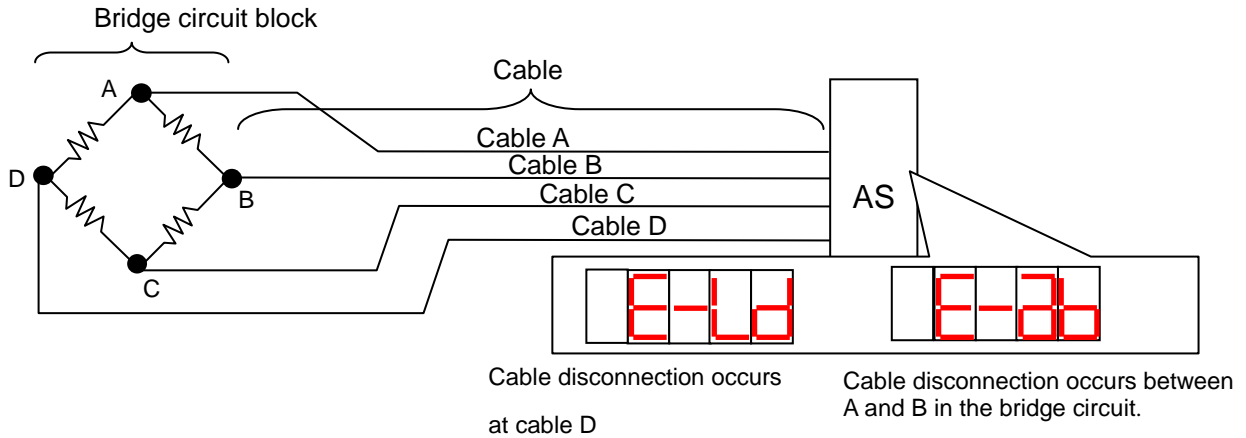 Bridge circuit block
Cable
A
Cable A
Cable B
D
B
Cable C
AS
Cable D
C
E-Ld
E-ab
Cable disconnection occurs
at cable D
Cable disconnection occurs between
A and B in the bridge circuit.